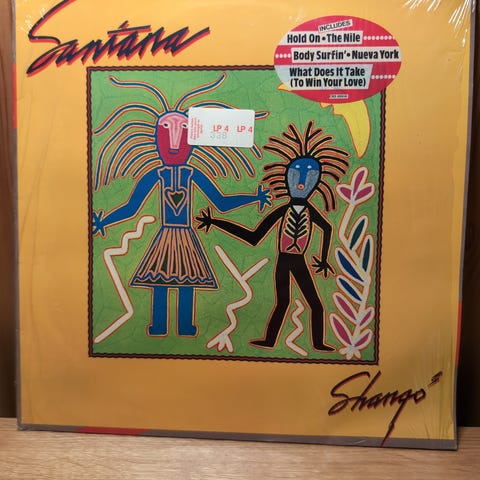 Santana
INCLUDES
Hold On • The Nile
Body Surfin' • Nueva York
What Does It Take
(To Win Your Love)
LP 4 LP 4
Shangó